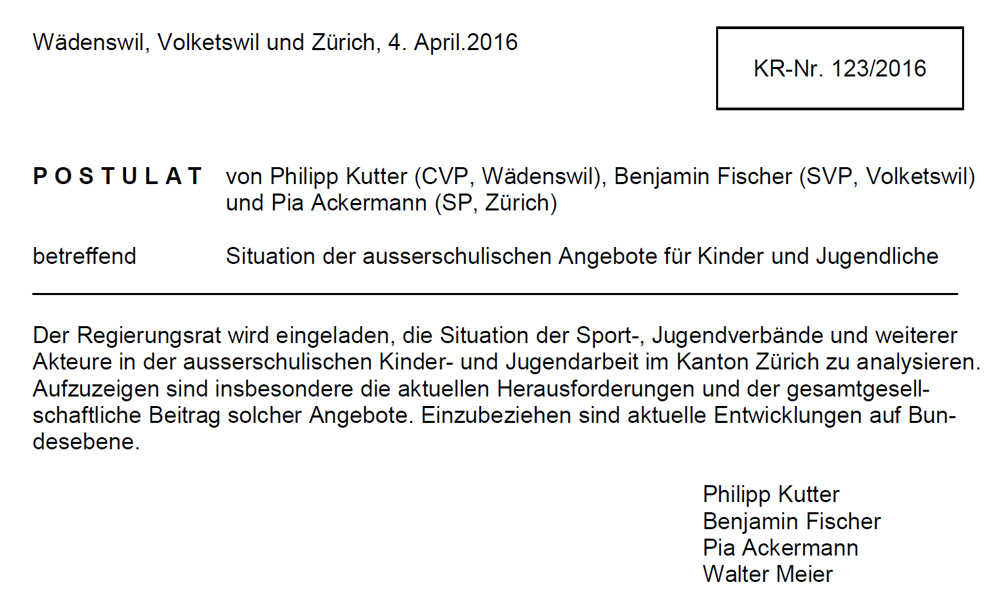 Wädenswil, Volketswil und Zürich, 4. April.2016
KR-Nr. 123/2016
P O S T U L A T von Philipp Kutter (CVP, Wädenswil), Benjamin Fischer (SVP, Volketswil)
und Pia Ackermann (SP, Zürich)
betreffend Situation der ausserschulischen Angebote für Kinder und Jugendliche
Der Regierungsrat wird eingeladen, die Situation der Sport-, Jugendverbände und weiterer
Akteure in der ausserschulischen Kinder- und Jugendarbeit im Kanton Zürich zu analysieren.
Aufzuzeigen sind insbesondere die aktuellen Herausforderungen und der gesamtgesell-
schaftliche Beitrag solcher Angebote. Einzubeziehen sind aktuelle Entwicklungen auf Bun-
desebene.
Philipp Kutter
Benjamin Fischer
Pia Ackermann
Walter Meier